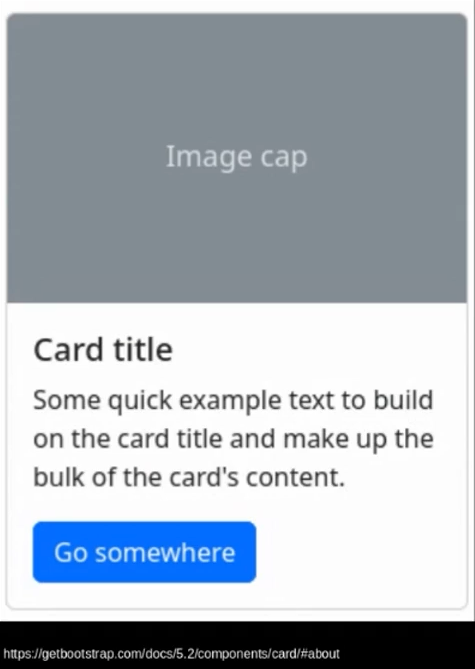 Image cap
Card title
Some quick example text to build
on the card title and make up the
bulk of the card's content.
Go somewhere
https://getbootstrap.com/docs/5.2/components/card/#about